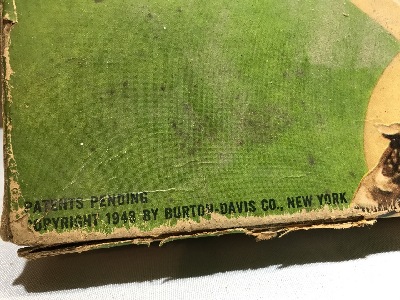 PATENTS PENDING
COPYRIGHT 1949 BY BURTON-DAVIS CO., NEW YORK